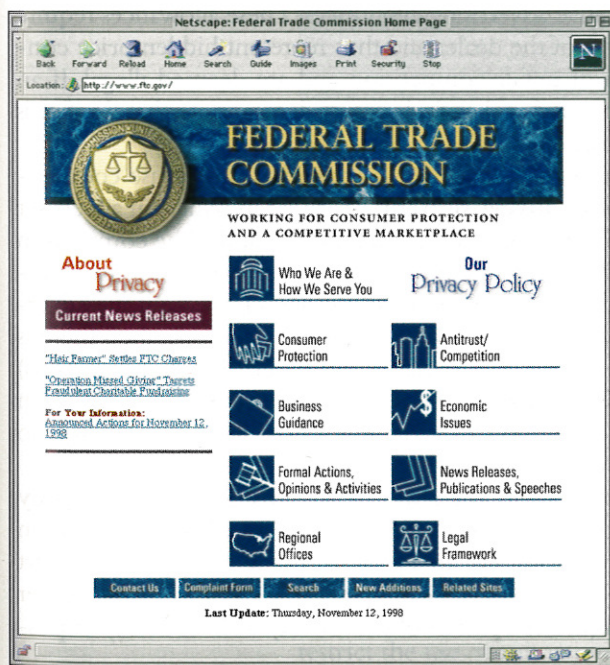 Netscape: Federal Trade Commission Home Page
Back Forward Reload Home Search Guide Images Print Security Stop
N
Location: http://www.ftc.gov/
FEDERAL TRADE
COMMISSION
WORKING FOR CONSUMER PROTECTION
AND A COMPETITIVE MARKETPLACE
About
Privacy
Current News Releases
"Hair Farmer" Settles FTC Charges
"Operation Missed Giving" Targets
Fraudulent Charitable Fundraising
For Your Information:
Announced Actions for November 12,
1998
Who We Are &
How We Serve You
Our
Privacy Policy
Consumer
Protection
Antitrust/
Competition
Business
Guidance
Economic
Issues
Formal Actions,
Opinions & Activities
News Releases,
Publications & Speeches
Regional
Offices
Legal
Framework
Contact Us Complaint Form Search New Additions Related Sites
Last Update: Thursday, November 12, 1998